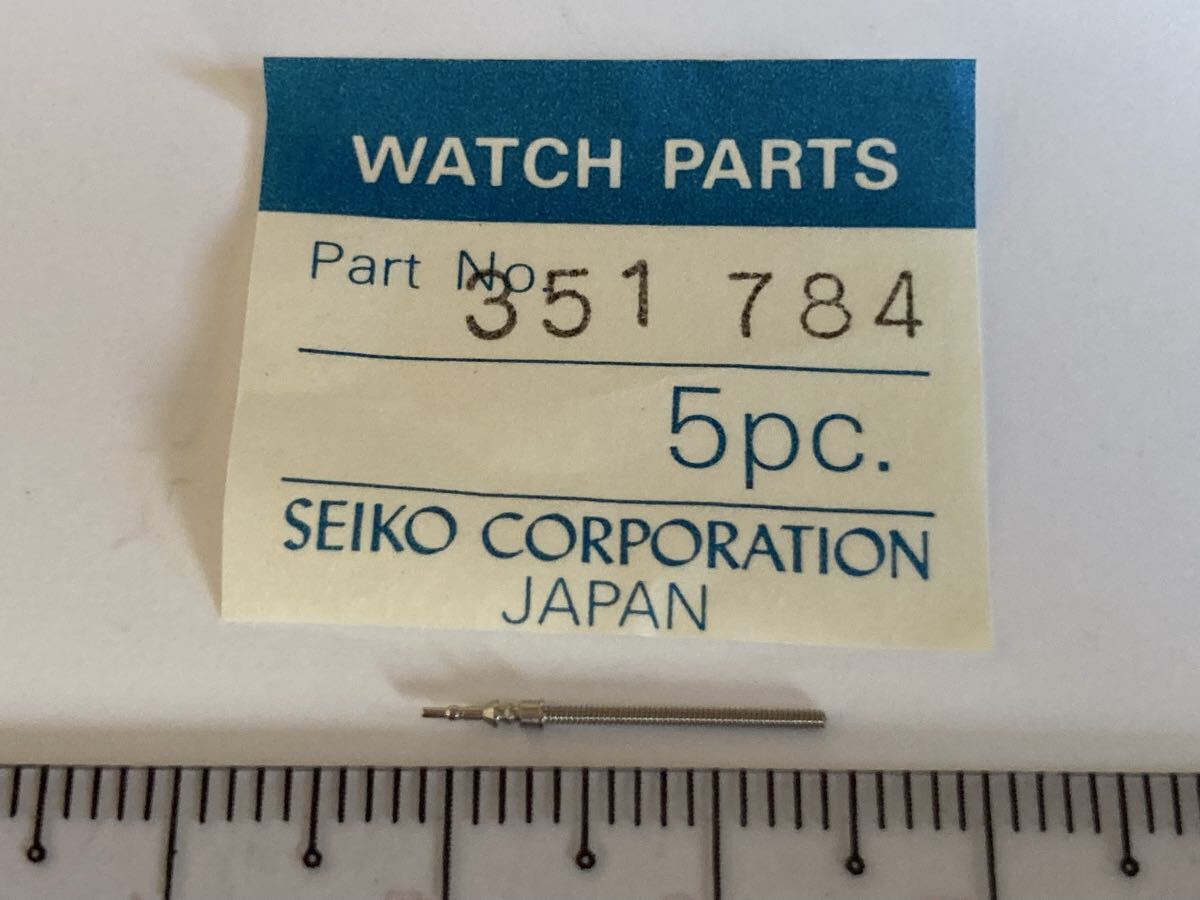 WATCH PARTS
Part No. 351 784
5pc.
SEIKO CORPORATION
JAPAN